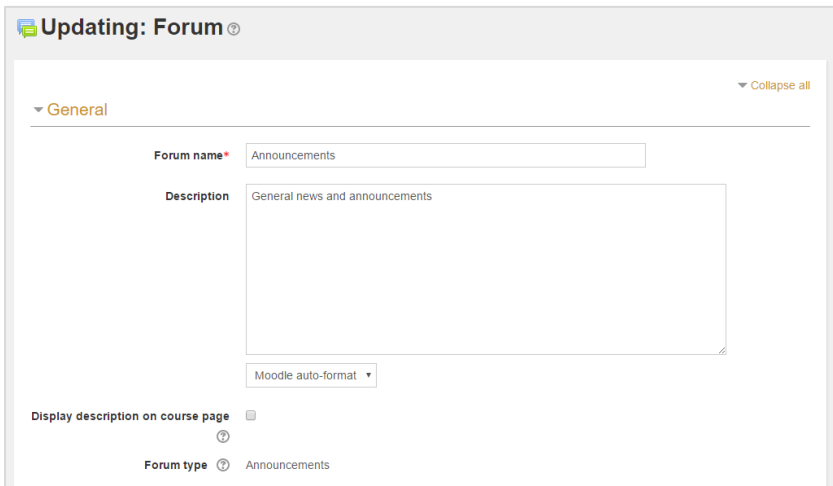 Updating: Forum
Collapse all
General
Forum name*
Announcements
Description
General news and announcements
Moodle auto-format
Display description on course page
Forum type
Announcements